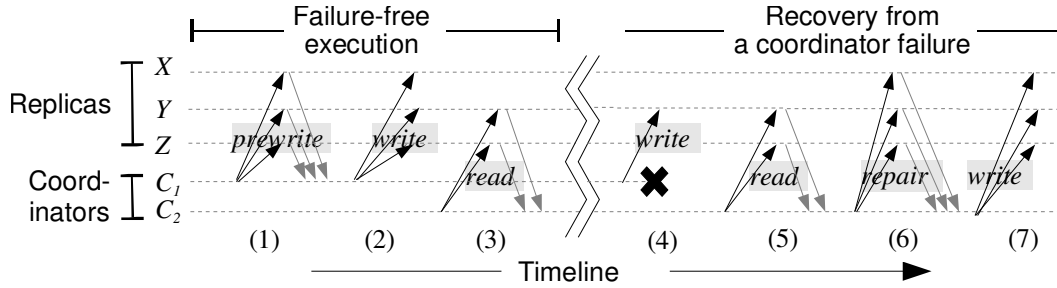 Failure-free
execution
Recovery from
a coordinator failure
Replicas
X
Y
Z
Coord-
inators
C1
C2
prewrite
write
read
write
read
repair
write
(1)
(2)
(3)
(4)
(5)
(6)
(7)
Timeline